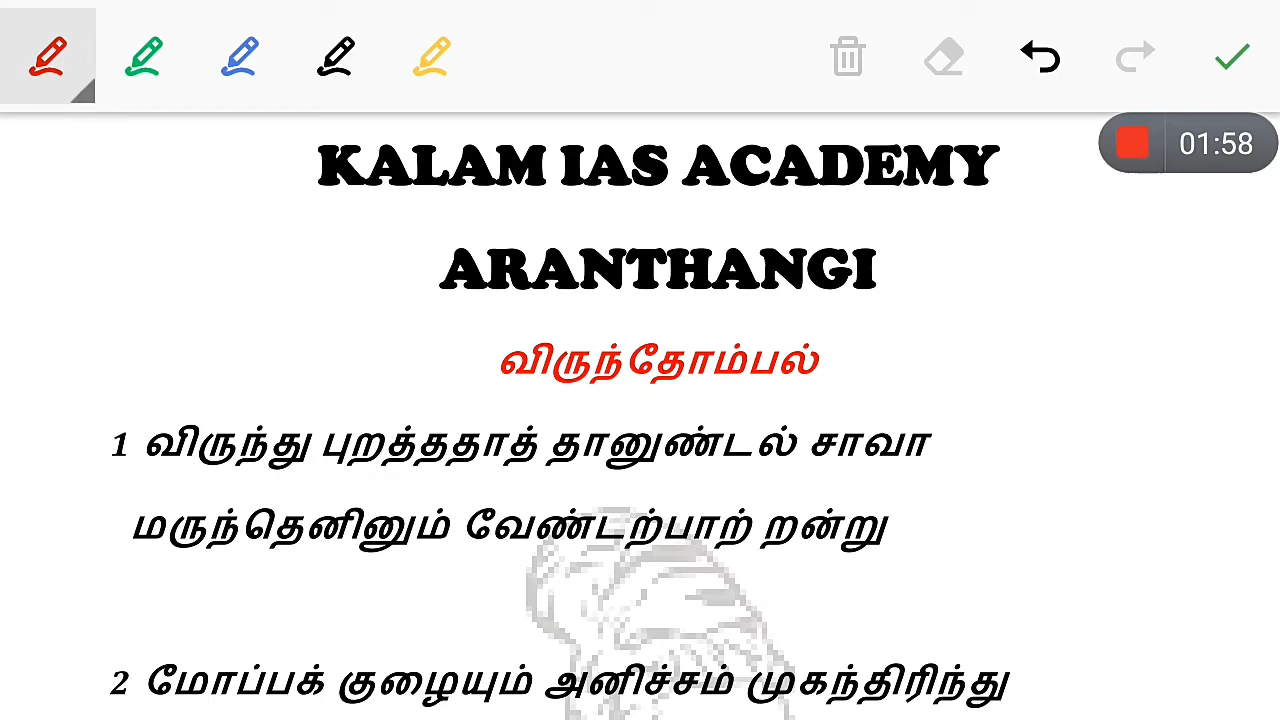 01:58
KALAM IAS ACADEMY
ARANTHANGI
விருந்தோம்பல்
1 விருந்து புறத்ததாத் தானுண்டல் சாவா
மருந்தெனினும் வேண்டற்பாற் றன்று
2 மோப்பக் குழையும் அனிச்சம் முகந்திரிந்து